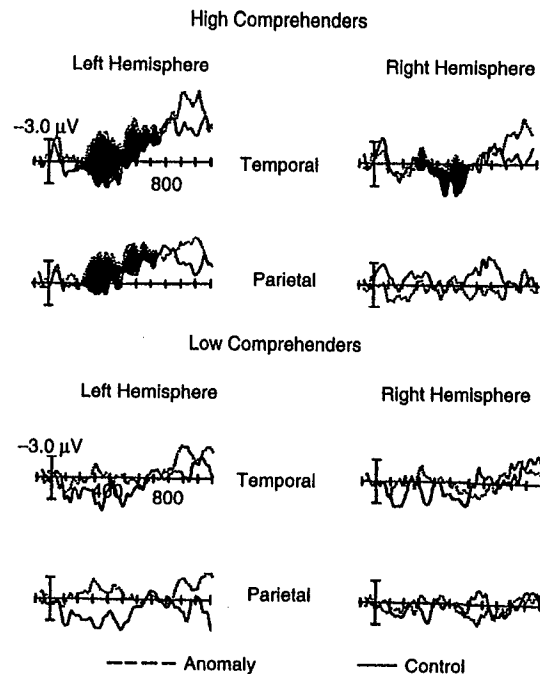 High Comprehenders
Left Hemisphere Right Hemisphere
–3.0 μV
Temporal
800
Parietal
Low Comprehenders
Left Hemisphere Right Hemisphere
–3.0 μV
Temporal
400 800
Parietal
Anomaly Control